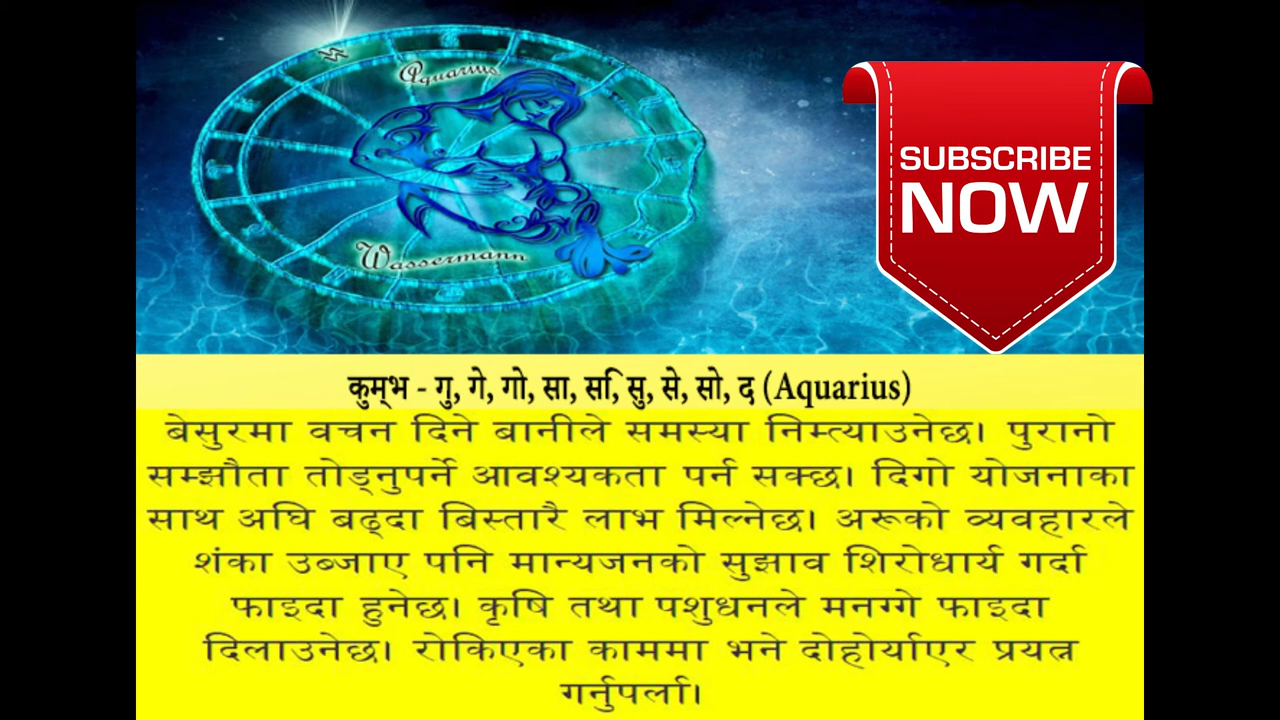 Aquarius
Wassermann
SUBSCRIBE
NOW
कुम्भ - गु, गे, गो, सा, सि, सु, से, सो, द (Aquarius)
बेसुरमा वचन दिने बानीले समस्या निम्त्याउनेछ। पुरानो
सम्झौता तोड्नुपर्ने आवश्यकता पर्न सक्छ। दिगो योजनाका
साथ अघि बढ्दा बिस्तारै लाभ मिल्नेछ। अरूको व्यवहारले
शंका उब्जाए पनि मान्यजनको सुझाव शिरोधार्य गर्दा
फाइदा हुनेछ। कृषि तथा पशुधनले मनग्गे फाइदा
दिलाउनेछ। रोकिएका काममा भने दोहोर्याएर प्रयत्न
गर्नुपर्ला।